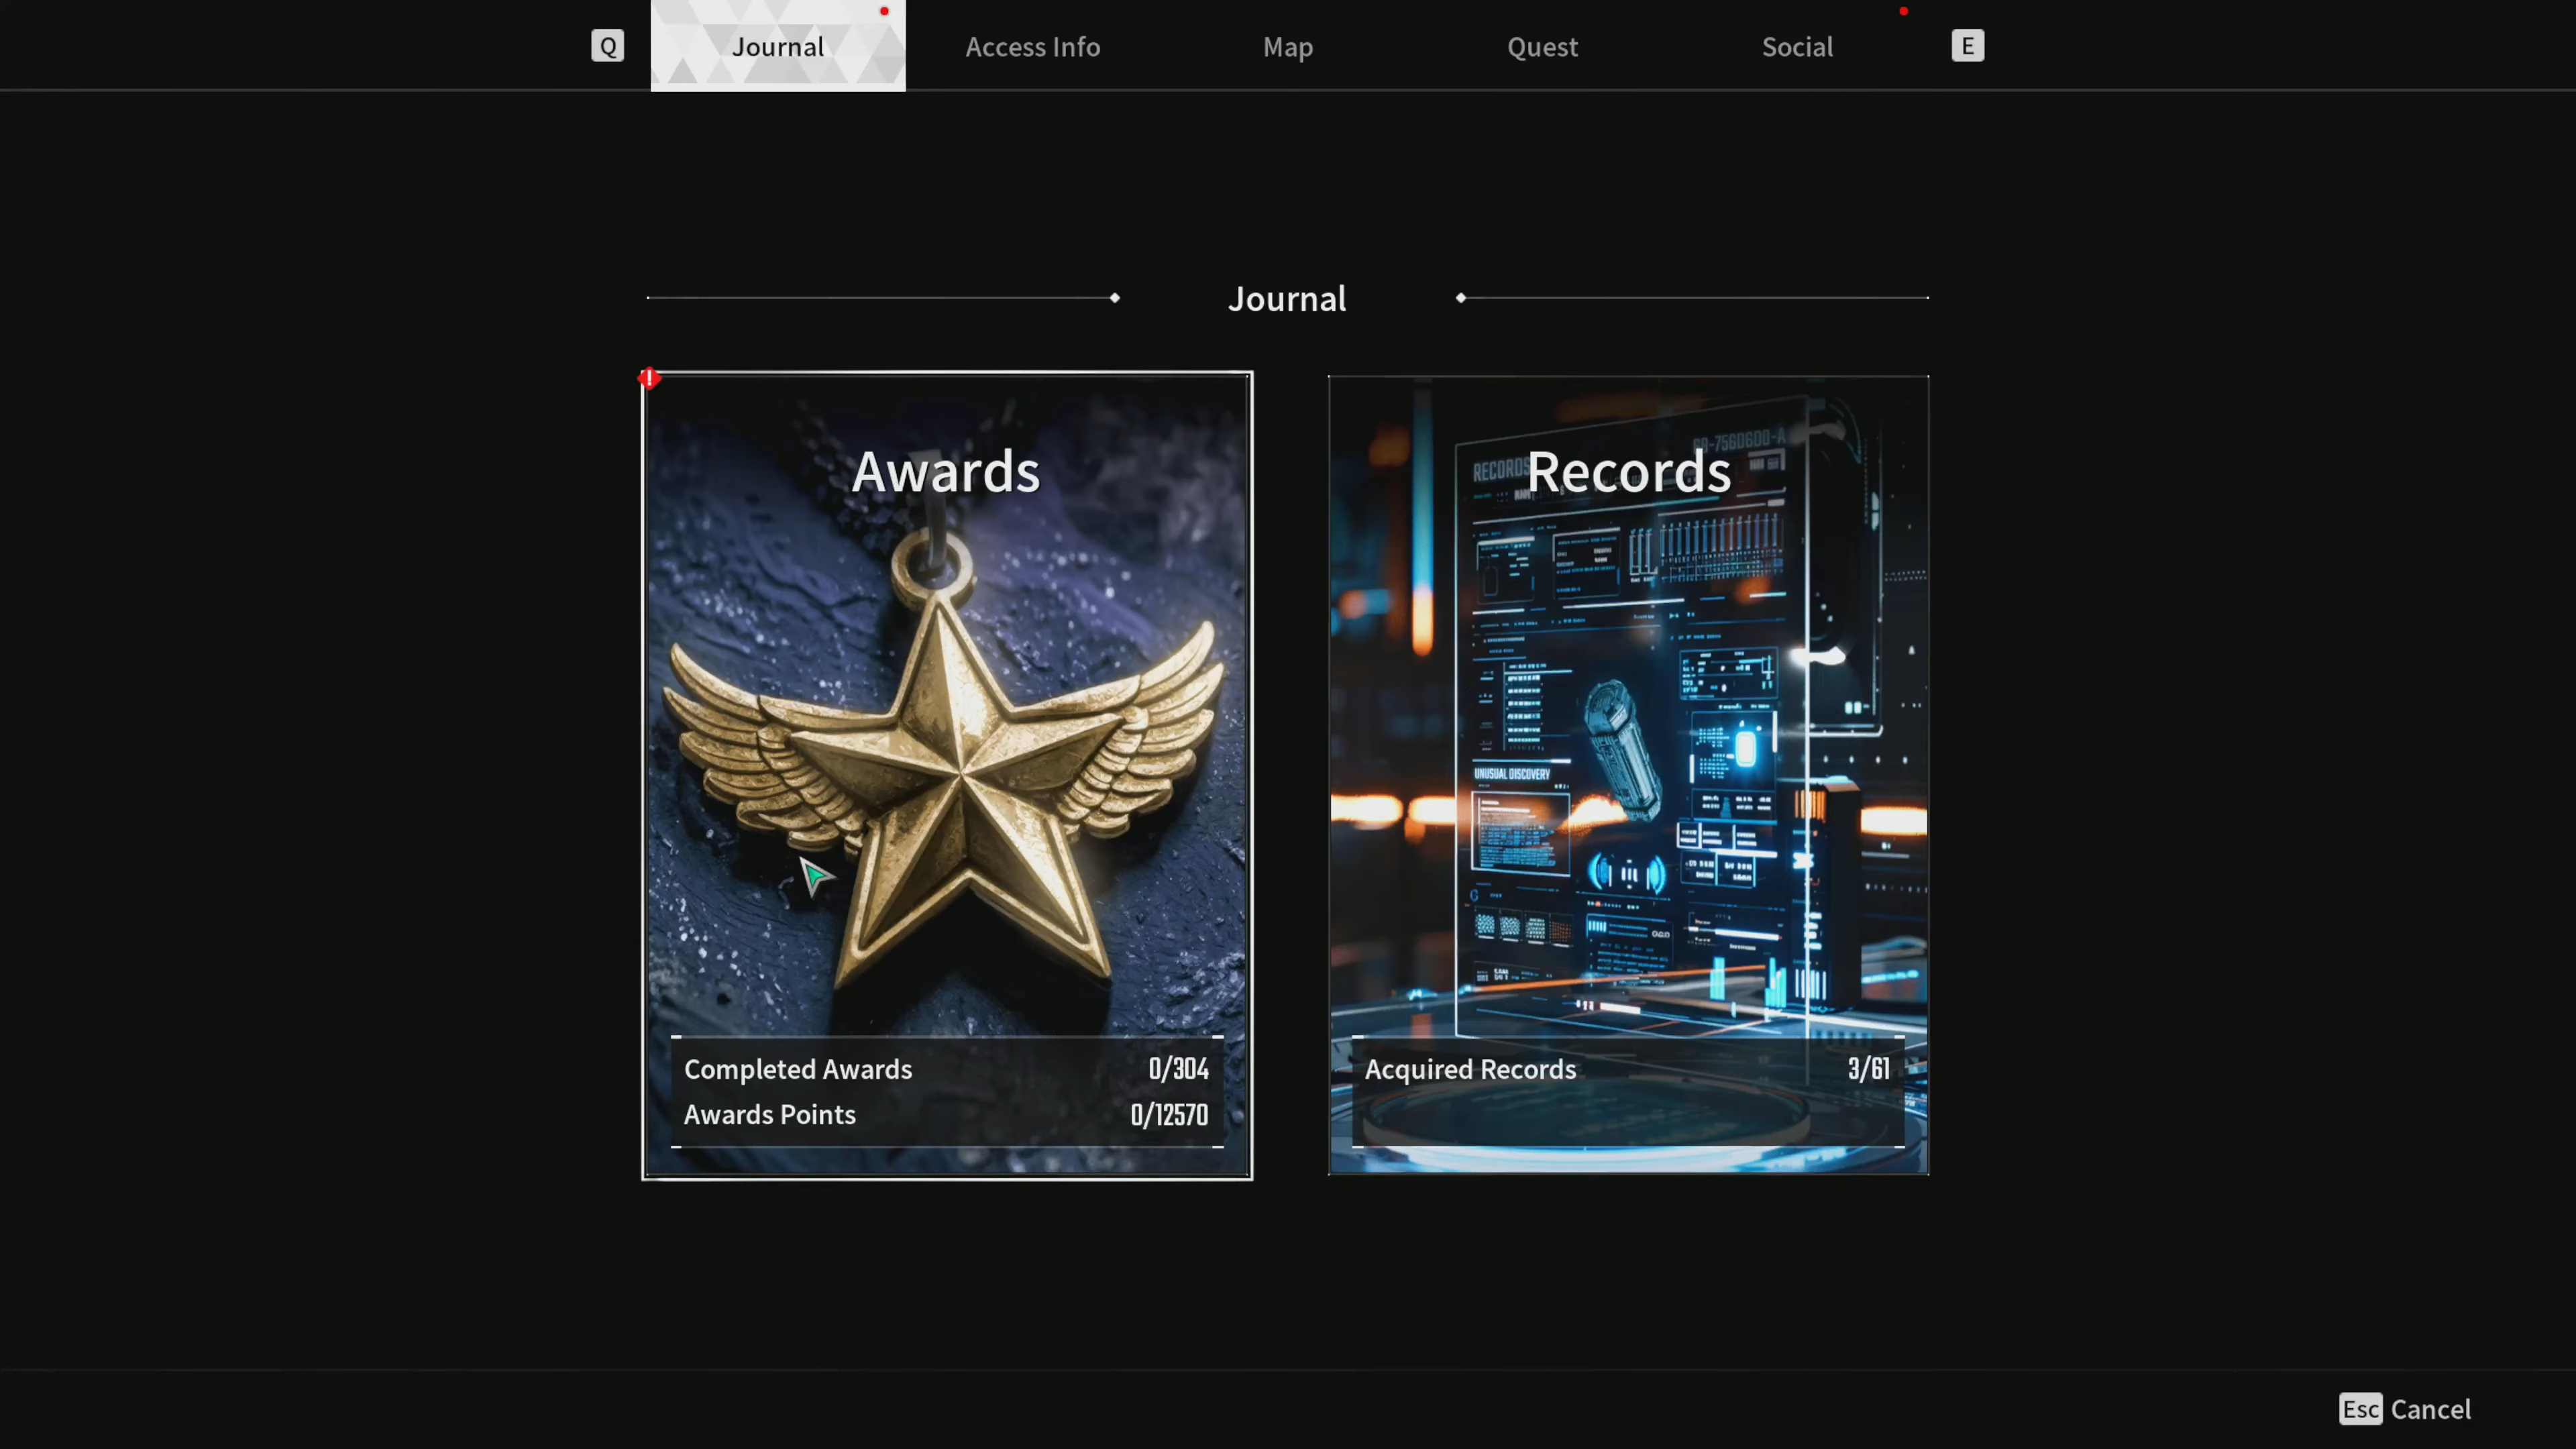 Q
Journal
Access Info
Map
Quest
Social
E
Journal
Awards
Completed Awards 0/304
Awards Points 0/12570
RECORDS
Records
UNUSUAL DISCOVERY
Acquired Records 3/61
Esc Cancel